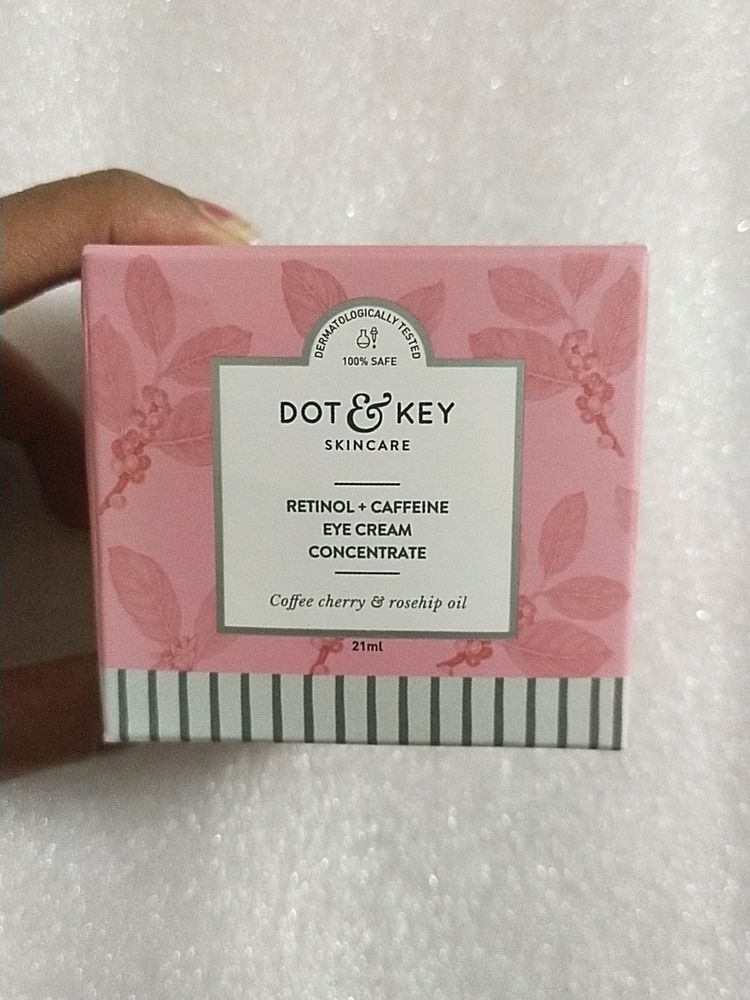 DERMATOLOGICALLY TESTED
100% SAFE
DOT & KEY
SKINCARE
RETINOL + CAFFEINE
EYE CREAM
CONCENTRATE
Coffee cherry & rosehip oil
21ml